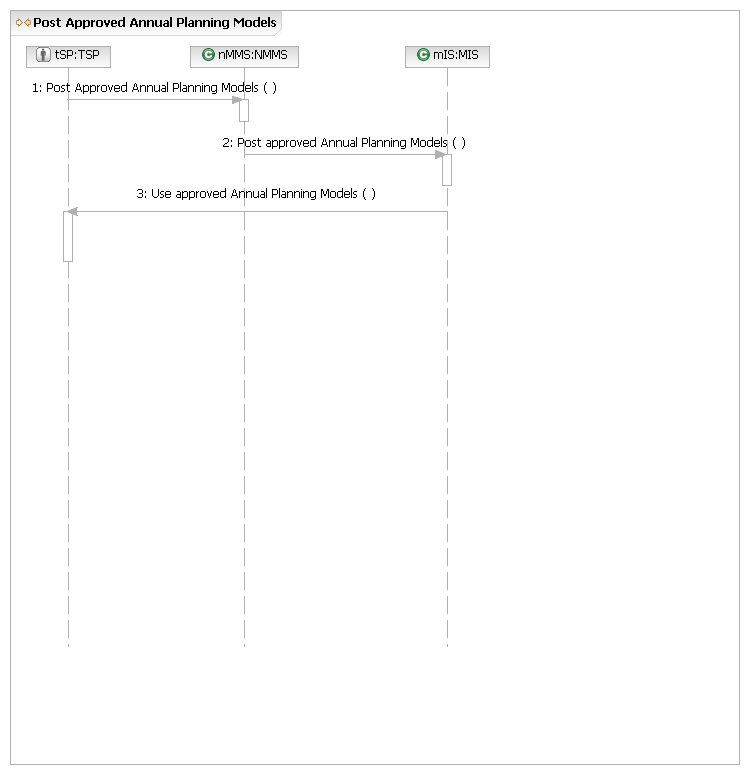 Post Approved Annual Planning Models
tSP:TSP
nMMS:NMMS
mIS:MIS
1: Post Approved Annual Planning Models ( )
2: Post approved Annual Planning Models ( )
3: Use approved Annual Planning Models ( )